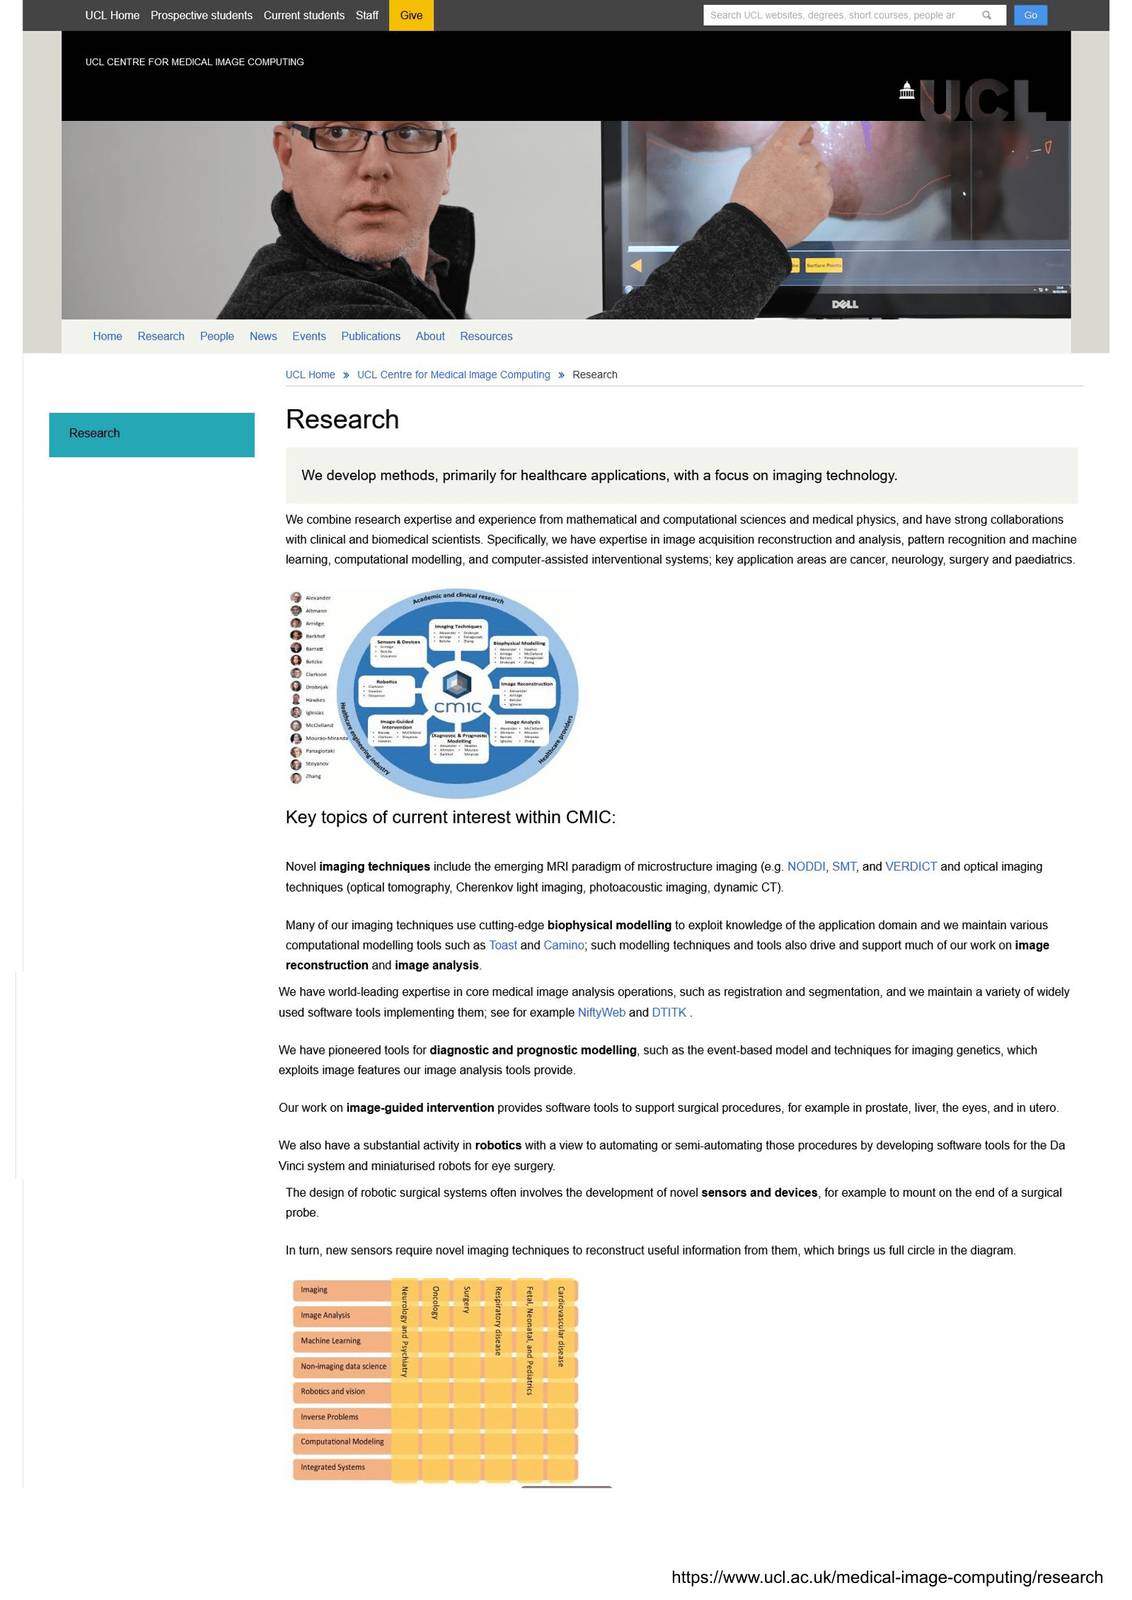 UCL Home Prospective students Current students Staff Give
Search UCL websites, degrees, short courses, people ar
Go
UCL CENTRE FOR MEDICAL IMAGE COMPUTING
UCL
Surface Points
DELL
Home Research People News Events Publications About Resources
UCL Home » UCL Centre for Medical Image Computing » Research
Research
Research
We develop methods, primarily for healthcare applications, with a focus on imaging technology.
We combine research expertise and experience from mathematical and computational sciences and medical physics, and have strong collaborations
with clinical and biomedical scientists. Specifically, we have expertise in image acquisition reconstruction and analysis, pattern recognition and machine
learning, computational modelling, and computer-assisted interventional systems; key application areas are cancer, neurology, surgery and paediatrics.
Alexander
Altmann
Arridge
Barkhof
Barnett
Betcke
Clarkson
Drobnjak
Hawkes
Iglesias
McClelland
Mourao-Miranda
Panagiotaki
Stoyanov
Zhang
Academic and clinical research
Imaging Techniques
Sensors & Devices
Biophysical Modelling
Robotics
Image Reconstruction
cmic
Image-Guided
Intervention
Image Analysis
Diagnostic & Prognostic
Modelling
Healthcare engineering industry
Healthcare providers
Key topics of current interest within CMIC:
Novel imaging techniques include the emerging MRI paradigm of microstructure imaging (e.g. NODDI, SMT, and VERDICT and optical imaging
techniques (optical tomography, Cherenkov light imaging, photoacoustic imaging, dynamic CT).
Many of our imaging techniques use cutting-edge biophysical modelling to exploit knowledge of the application domain and we maintain various
computational modelling tools such as Toast and Camino; such modelling techniques and tools also drive and support much of our work on image
reconstruction and image analysis.
We have world-leading expertise in core medical image analysis operations, such as registration and segmentation, and we maintain a variety of widely
used software tools implementing them; see for example NiftyWeb and DTITK .
We have pioneered tools for diagnostic and prognostic modelling, such as the event-based model and techniques for imaging genetics, which
exploits image features our image analysis tools provide.
Our work on image-guided intervention provides software tools to support surgical procedures, for example in prostate, liver, the eyes, and in utero.
We also have a substantial activity in robotics with a view to automating or semi-automating those procedures by developing software tools for the Da
Vinci system and miniaturised robots for eye surgery.
The design of robotic surgical systems often involves the development of novel sensors and devices, for example to mount on the end of a surgical
probe.
In turn, new sensors require novel imaging techniques to reconstruct useful information from them, which brings us full circle in the diagram.
Imaging
Image Analysis
Machine Learning
Non-imaging data science
Robotics and vision
Inverse Problems
Computational Modeling
Integrated Systems
Neurology and Psychiatry
Oncology
Surgery
Respiratory disease
Fetal, Neonatal, and Pediatrics
Cardiovascular disease
https://www.ucl.ac.uk/medical-image-computing/research